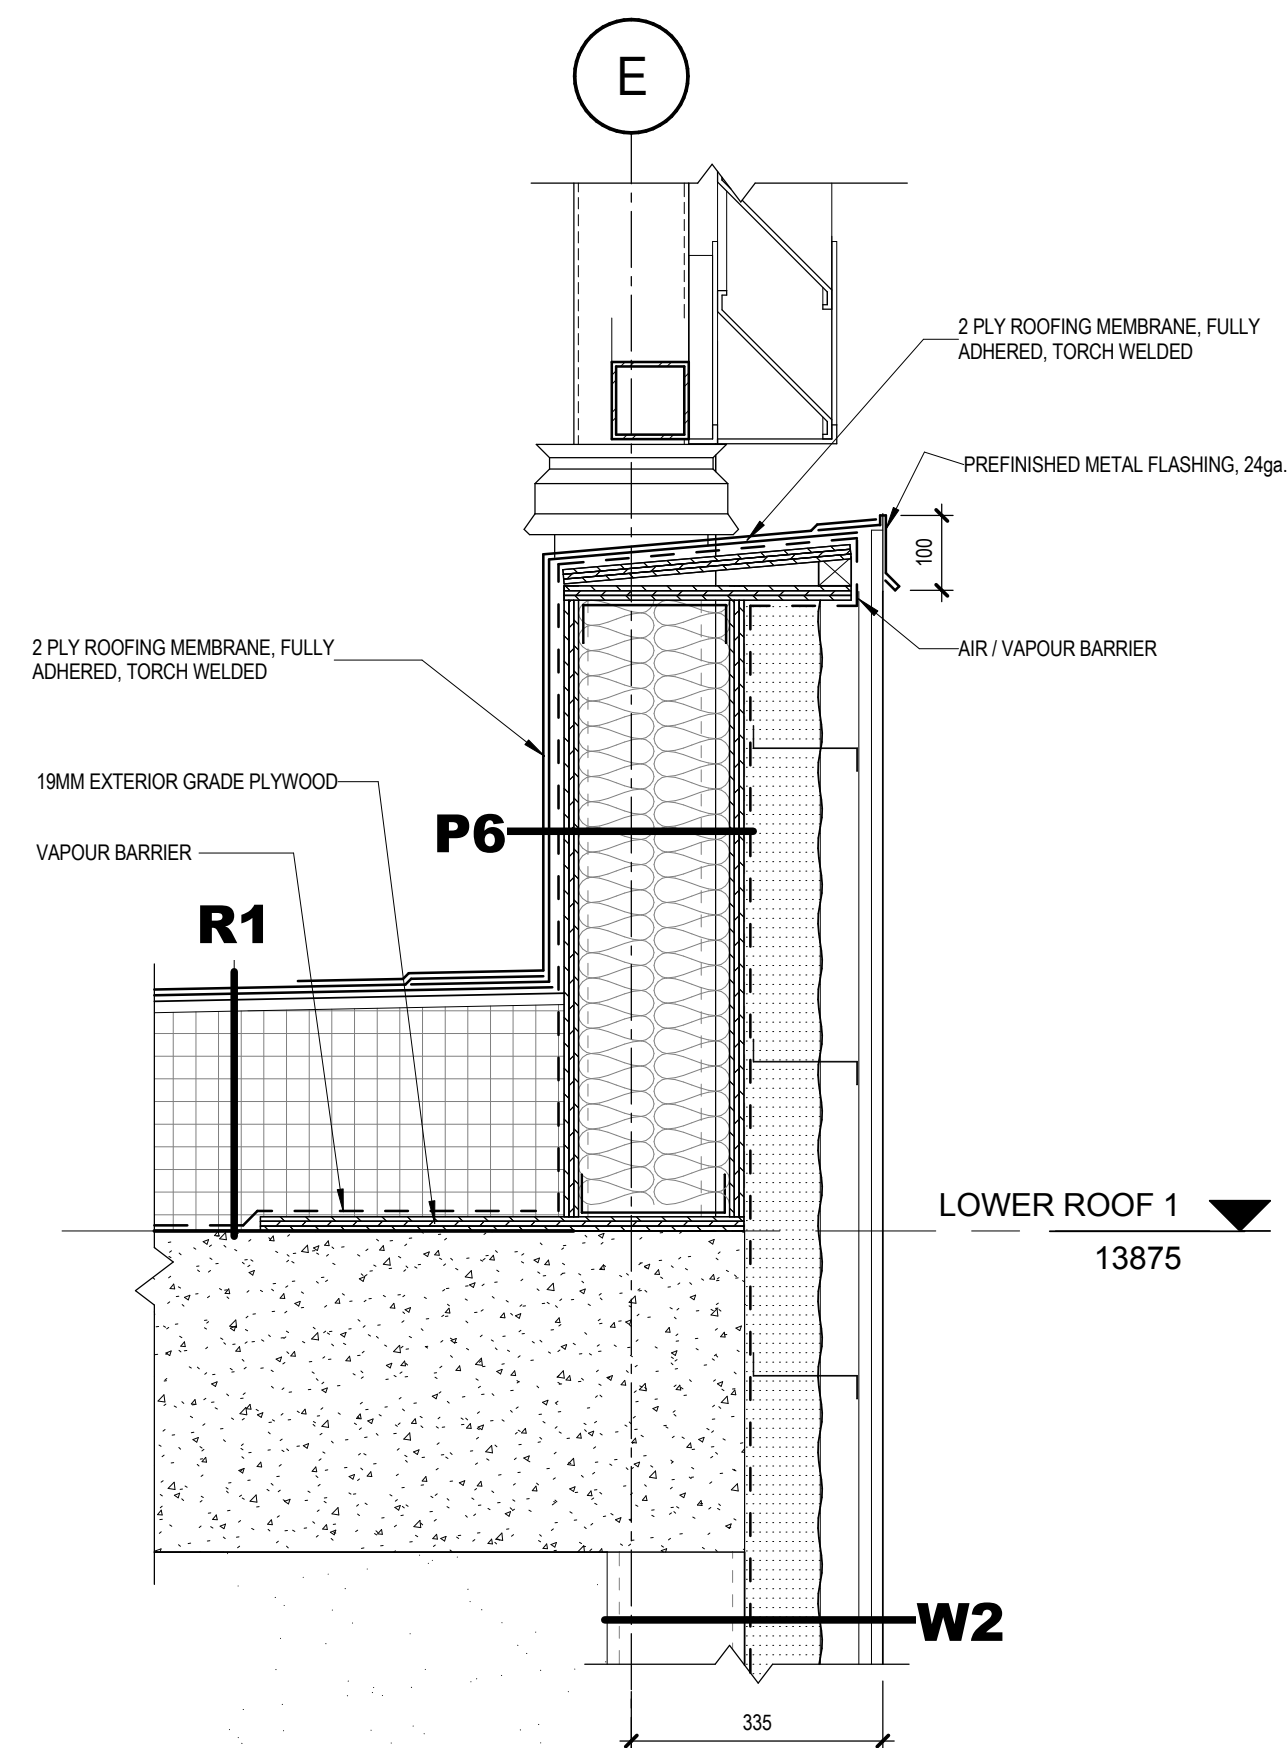 E
2 PLY ROOFING MEMBRANE, FULLY
ADHERED, TORCH WELDED
PREFINISHED METAL FLASHING, 24ga.
100
2 PLY ROOFING MEMBRANE, FULLY
ADHERED, TORCH WELDED
AIR / VAPOUR BARRIER
19MM EXTERIOR GRADE PLYWOOD
P6
VAPOUR BARRIER
R1
LOWER ROOF 1
13875
W2
335